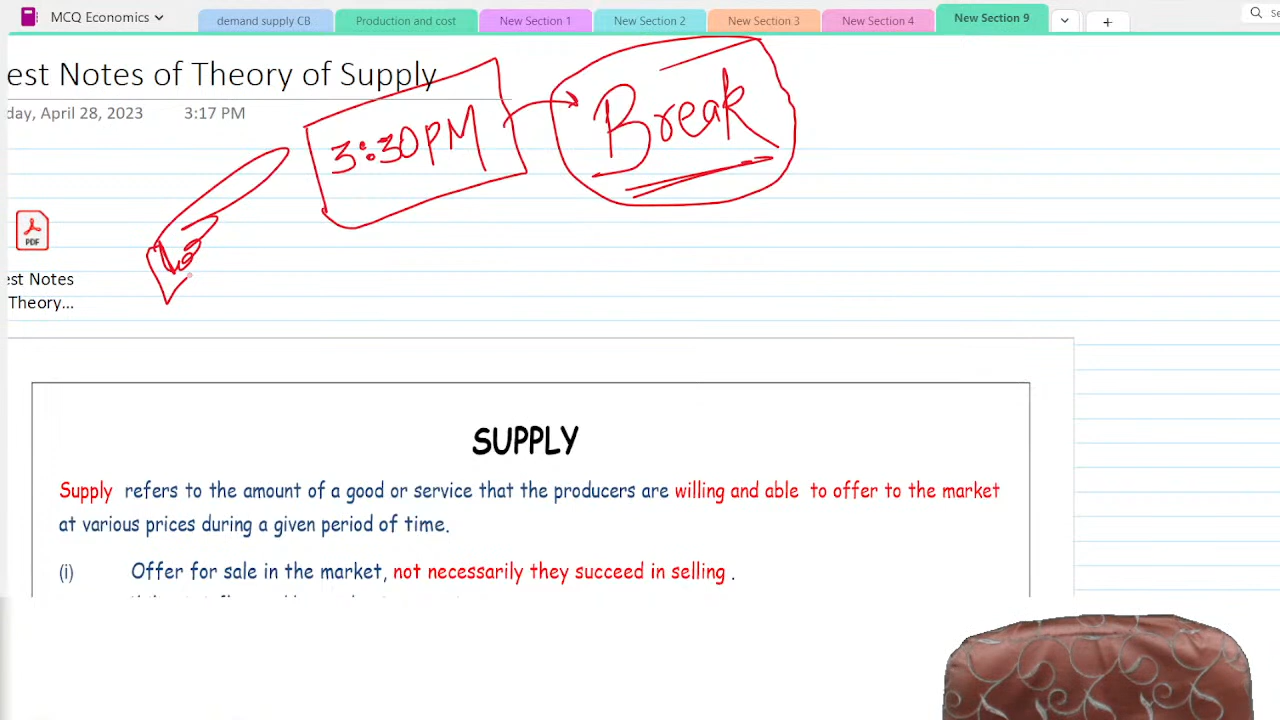 MCQ Economics
demand supply CB
Production and cost
New Section 1
New Section 2
New Section 3
New Section 4
New Section 9
est Notes of Theory of Supply
day, April 28, 2023 3:17 PM
3:30PM
Break
PDF
est Notes
Theory...
SUPPLY
Supply refers to the amount of a good or service that the producers are willing and able to offer to the market
at various prices during a given period of time.
(i) Offer for sale in the market, not necessarily they succeed in selling .